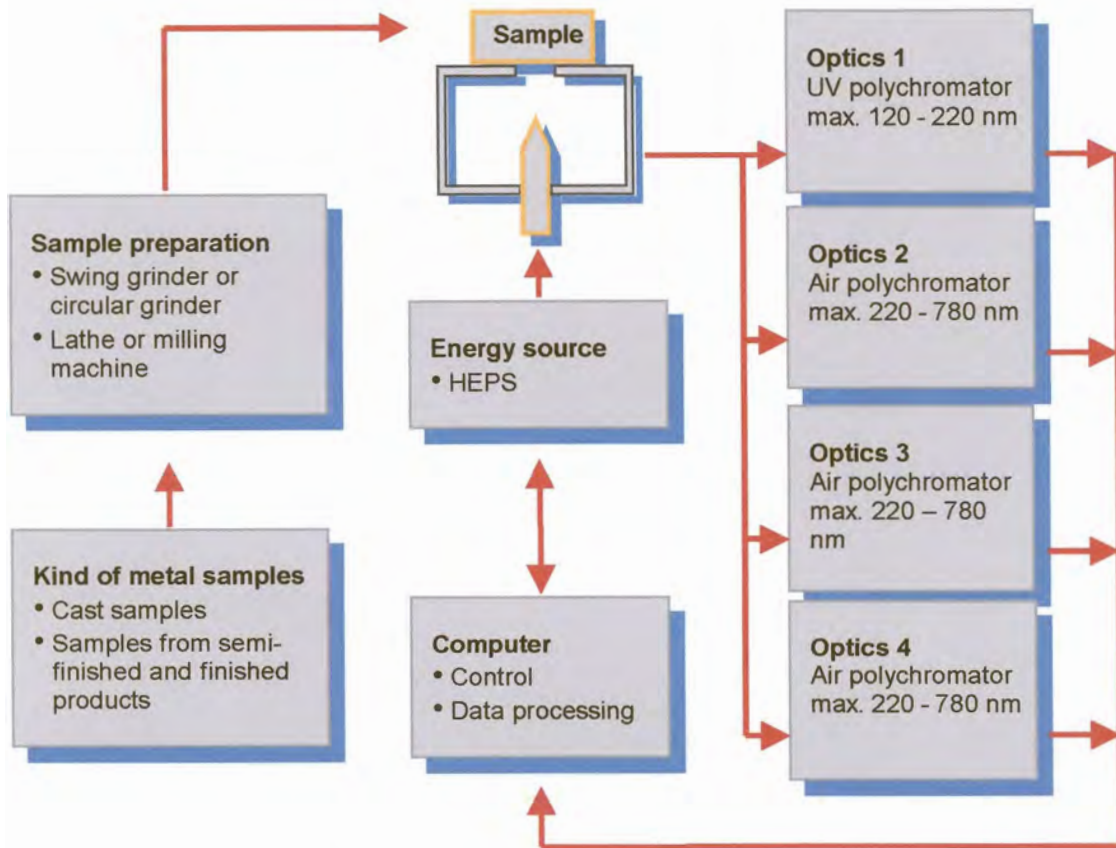 Sample
Sample preparation
• Swing grinder or
circular grinder
• Lathe or milling
machine
Kind of metal samples
• Cast samples
• Samples from semi-
finished and finished
products
Energy source
• HEPS
Computer
• Control
• Data processing
Optics 1
UV polychromator
max. 120 - 220 nm
Optics 2
Air polychromator
max. 220 - 780 nm
Optics 3
Air polychromator
max. 220 – 780
nm
Optics 4
Air polychromator
max. 220 - 780 nm